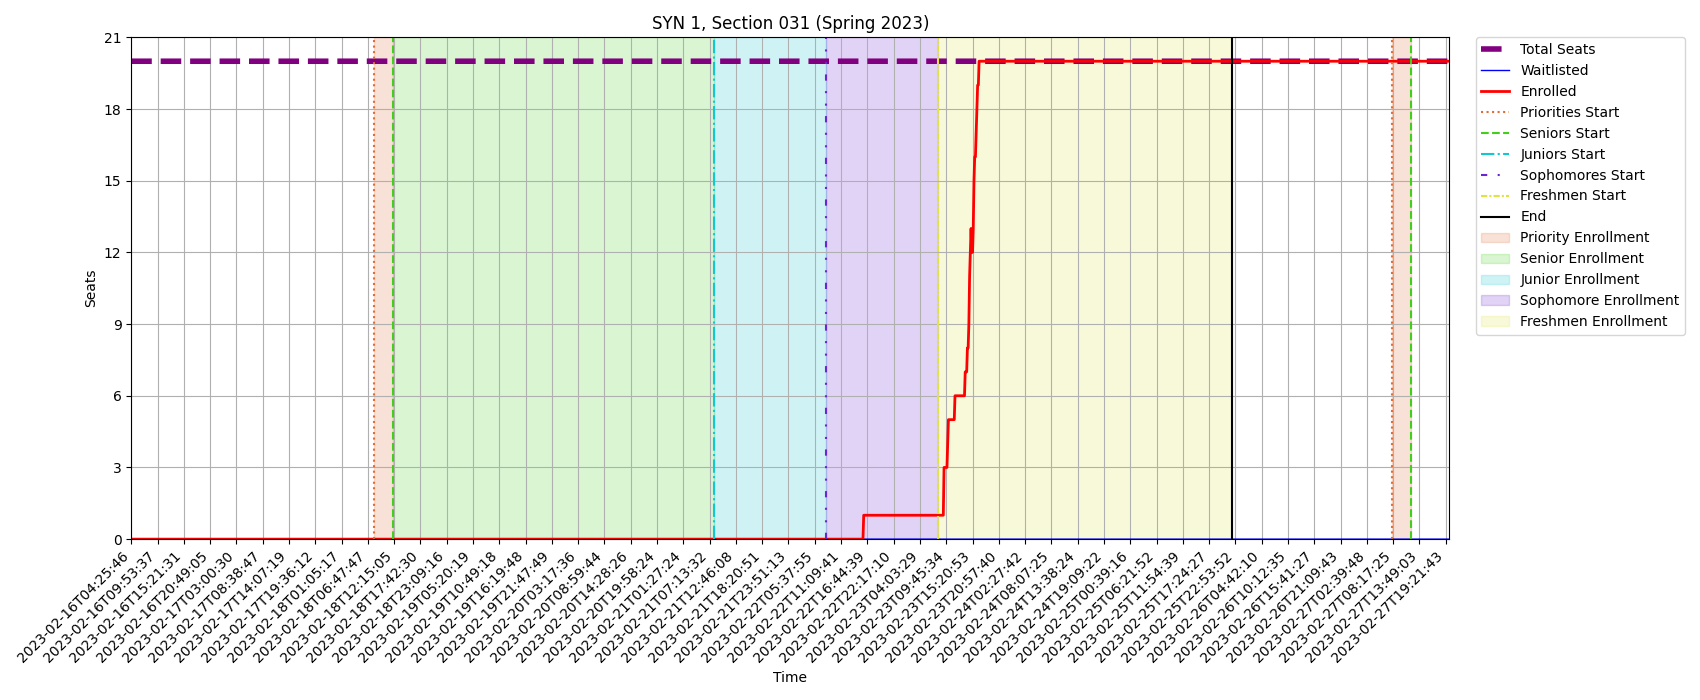 SYN 1, Section 031 (Spring 2023)
21
18
15
12
9
6
3
0
Seats
2023-02-16T04:25:46
2023-02-16T09:53:37
2023-02-16T15:21:31
2023-02-16T20:49:05
2023-02-17T03:00:30
2023-02-17T08:38:47
2023-02-17T14:07:19
2023-02-17T19:36:12
2023-02-18T01:05:17
2023-02-18T06:47:47
2023-02-18T12:15:05
2023-02-18T17:42:30
2023-02-18T23:09:16
2023-02-19T05:20:19
2023-02-19T10:49:18
2023-02-19T16:19:48
2023-02-19T21:47:49
2023-02-20T03:17:36
2023-02-20T08:59:44
2023-02-20T14:28:26
2023-02-20T19:58:24
2023-02-21T01:27:24
2023-02-21T07:13:32
2023-02-21T12:46:08
2023-02-21T18:20:51
2023-02-21T23:51:13
2023-02-22T05:37:55
2023-02-22T11:09:41
2023-02-22T16:44:39
2023-02-22T22:17:10
2023-02-23T04:03:29
2023-02-23T09:45:34
2023-02-23T15:20:53
2023-02-23T20:57:40
2023-02-24T02:27:42
2023-02-24T08:07:25
2023-02-24T13:38:24
2023-02-24T19:09:22
2023-02-25T00:39:16
2023-02-25T06:21:52
2023-02-25T11:54:39
2023-02-25T17:24:27
2023-02-25T22:53:52
2023-02-26T04:42:10
2023-02-26T10:12:35
2023-02-26T15:41:27
2023-02-26T21:09:43
2023-02-27T02:39:48
2023-02-27T08:17:25
2023-02-27T13:49:03
2023-02-27T19:21:43
Time
Total Seats
Waitlisted
Enrolled
Priorities Start
Seniors Start
Juniors Start
Sophomores Start
Freshmen Start
End
Priority Enrollment
Senior Enrollment
Junior Enrollment
Sophomore Enrollment
Freshmen Enrollment